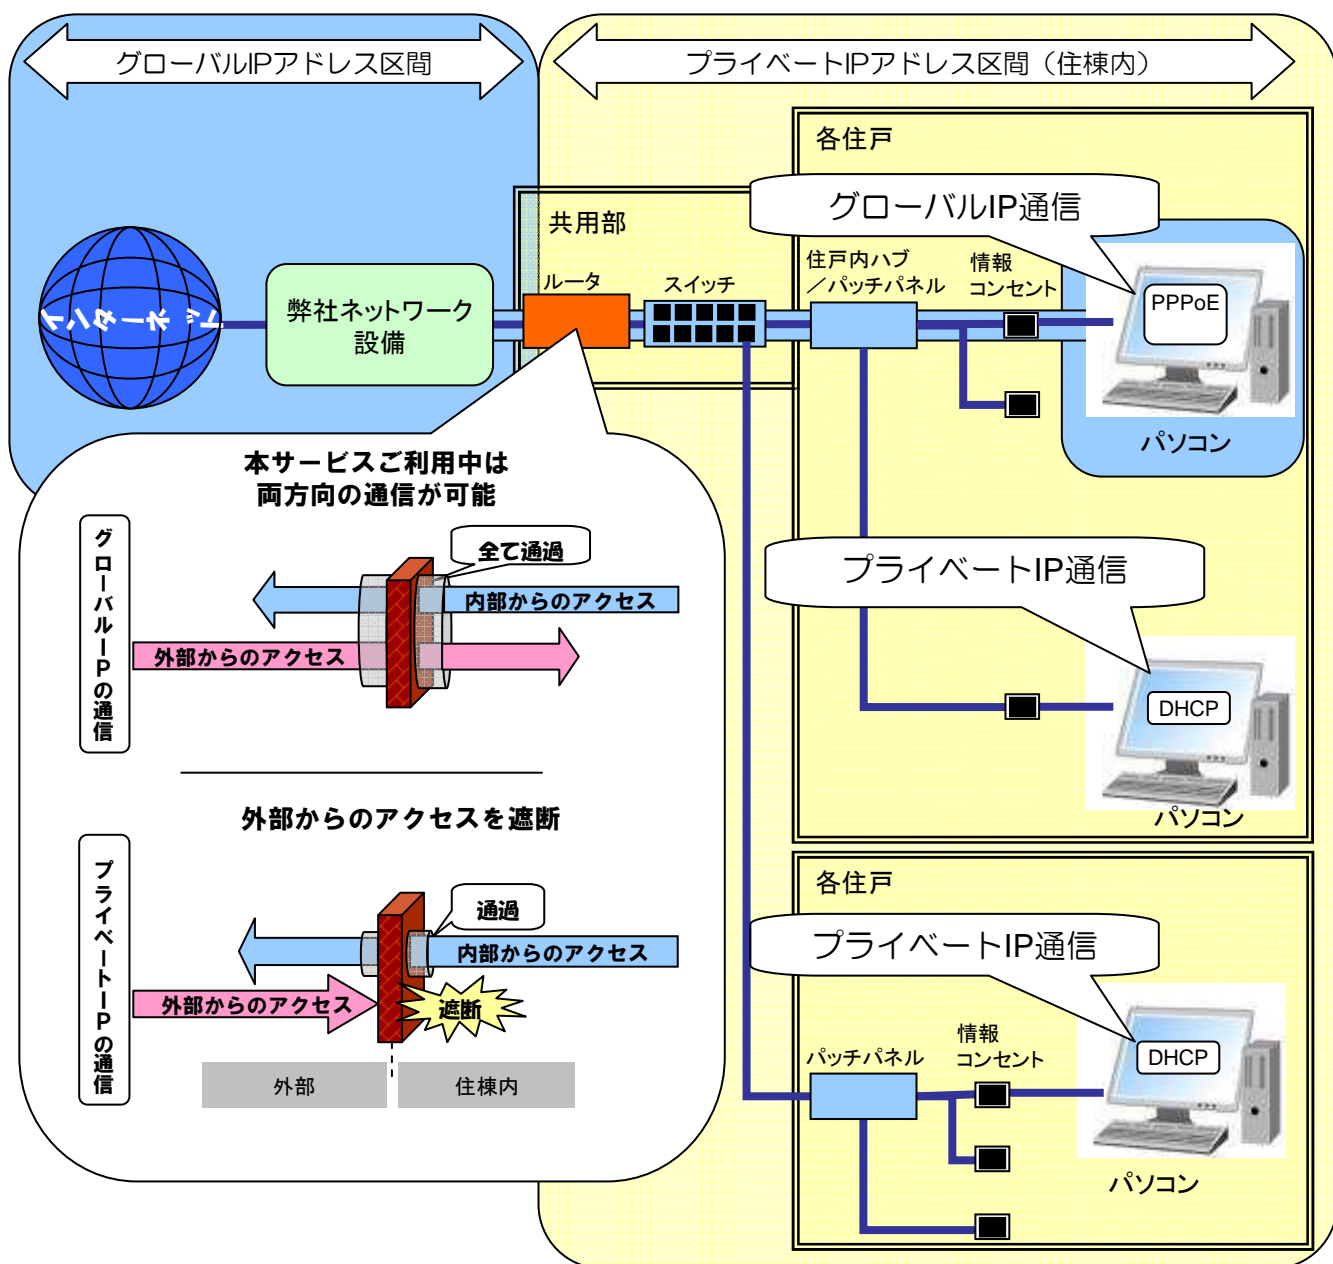 グローバルIPアドレス区間
プライベートIPアドレス区間（住棟内）
各住戸
グローバルIP通信
共用部
ルータ
スイッチ
住戸内ハブ
／パッチパネル
情報
コンセント
インターネット
弊社ネットワーク
設備
PPPoE
パソコン
本サービスご利用中は
両方向の通信が可能
グローバルIPの通信
全て通過
内部からのアクセス
外部からのアクセス
プライベートIP通信
DHCP
パソコン
外部からのアクセスを遮断
プライベートIPの通信
通過
内部からのアクセス
外部からのアクセス
遮断
外部
住棟内
各住戸
プライベートIP通信
パッチパネル
情報
コンセント
DHCP
パソコン